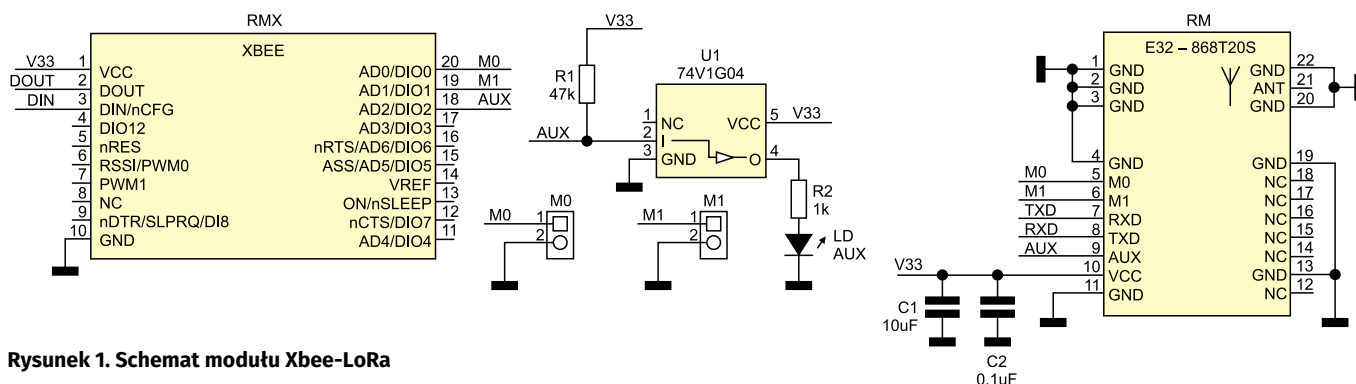 RMX
XBEE
V33 1 VCC
DOUT 2 DOUT
DIN 3 DIN/nCFG
4 DIO12
5 nRES
6 RSSI/PWM0
7 PWM1
8 NC
9 nDTR/SLPRQ/DI8
10 GND
AD0/DIO0 20 M0
AD1/DIO1 19 M1
AD2/DIO2 18 AUX
AD3/DIO3 17
nRTS/AD6/DIO6 16
ASS/AD5/DIO5 15
VREF 14
ON/nSLEEP 13
nCTS/DIO7 12
AD4/DIO4 11
V33
R1
47k
AUX
U1
74V1G04
1 NC
2 I
3 GND
VCC 5 V33
O 4
R2
1k
LD
AUX
M0
M0 1
2
M1
M1 1
2
RM
E32 – 868T20S
1 GND
2 GND
3 GND
4 GND
M0 5 M0
M1 6 M1
TXD 7 RXD
RXD 8 TXD
AUX 9 AUX
V33 10 VCC
11 GND
GND 22
ANT 21
GND 20
GND 19
NC 18
NC 17
NC 16
NC 15
NC 14
GND 13
NC 12
C1
10uF
C2
0.1uF
Rysunek 1. Schemat modułu Xbee-LoRa